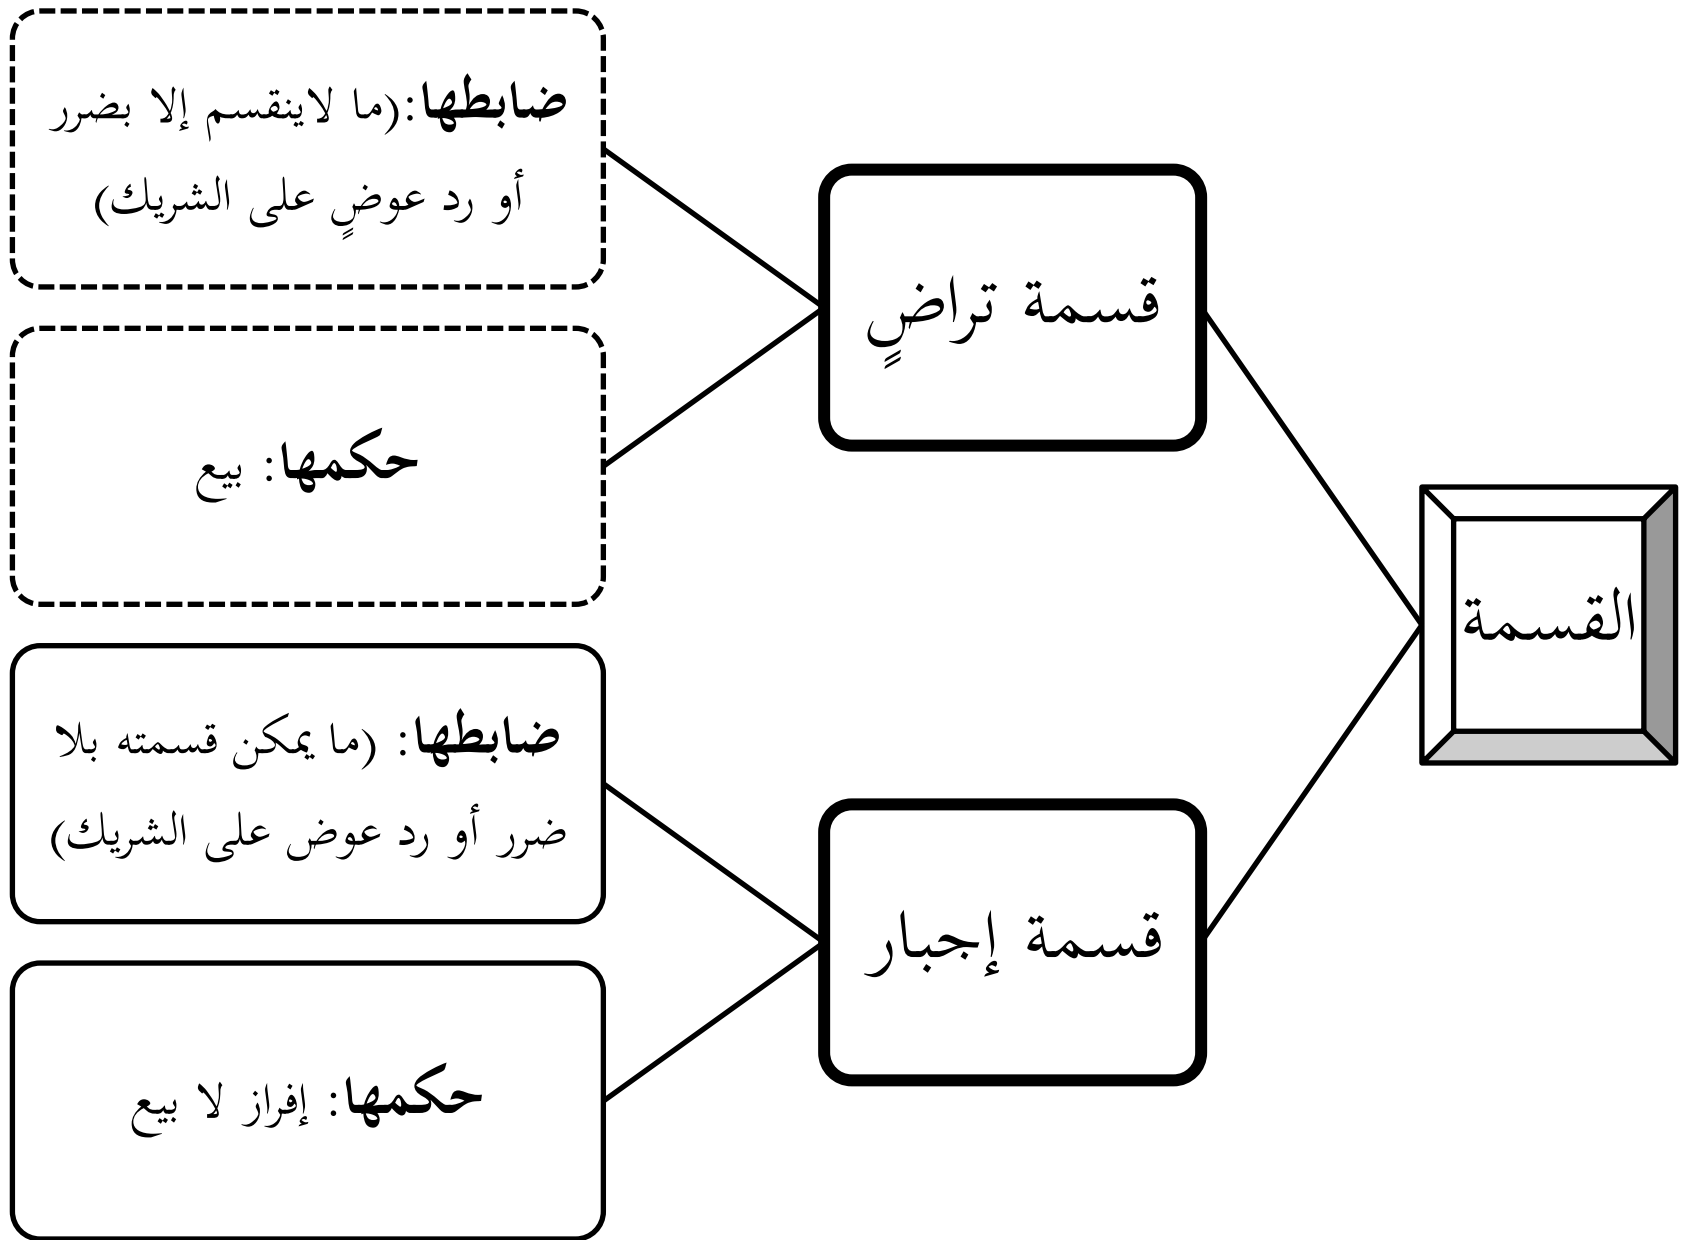 القسمة
قسمة تراضٍ
ضابطها:(ما لاينقسم إلا بضرر
أو رد عوضٍ على الشريك)
حكمها: بيع
قسمة إجبار
ضابطها: (ما يمكن قسمته بلا
ضرر أو رد عوض على الشريك)
حكمها: إفراز لا بيع